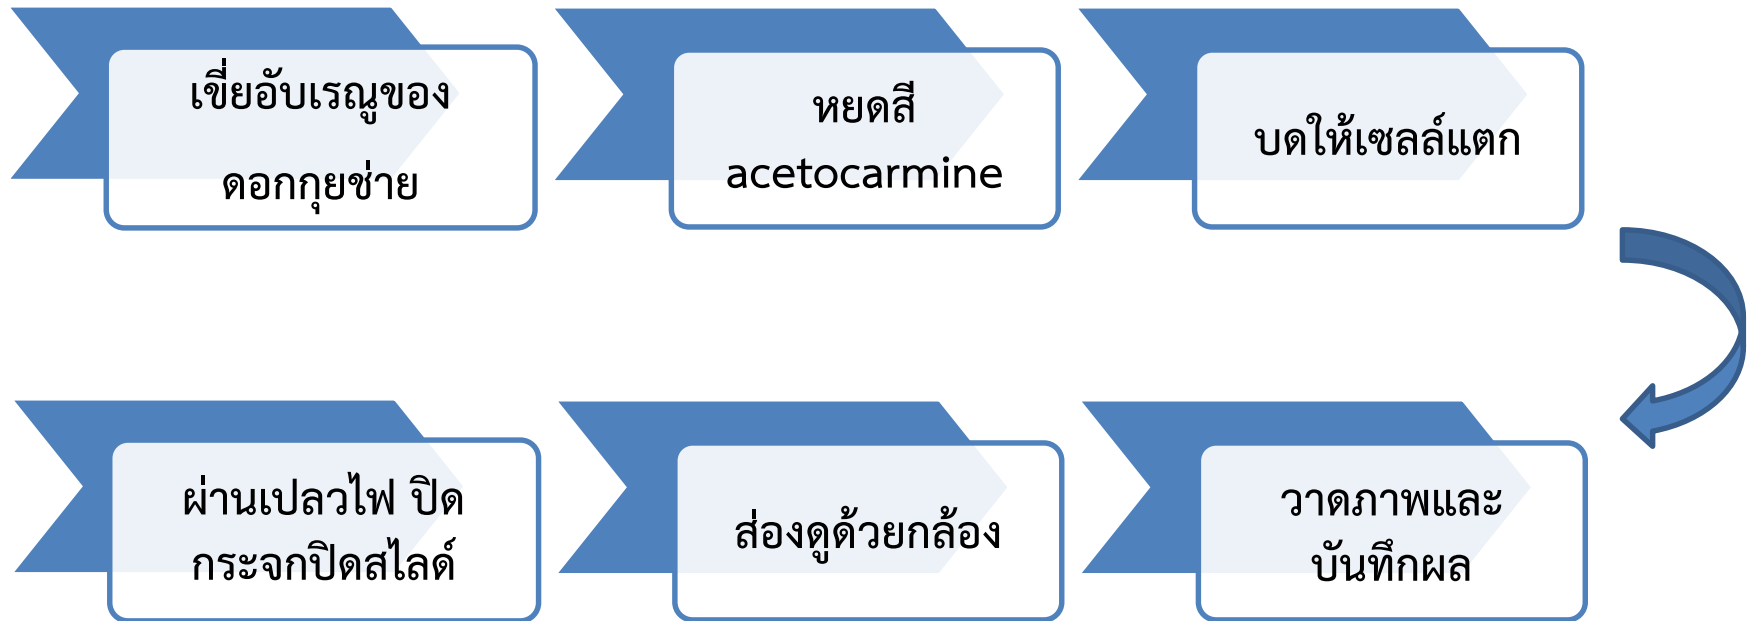 เขี่ยอับเรณูของ
ดอกกุยช่าย
หยดสี
acetocarmine
บดให้เซลล์แตก
ผ่านเปลวไฟ ปิด
กระจกปิดสไลด์
ส่องดูด้วยกล้อง
วาดภาพและ
บันทึกผล